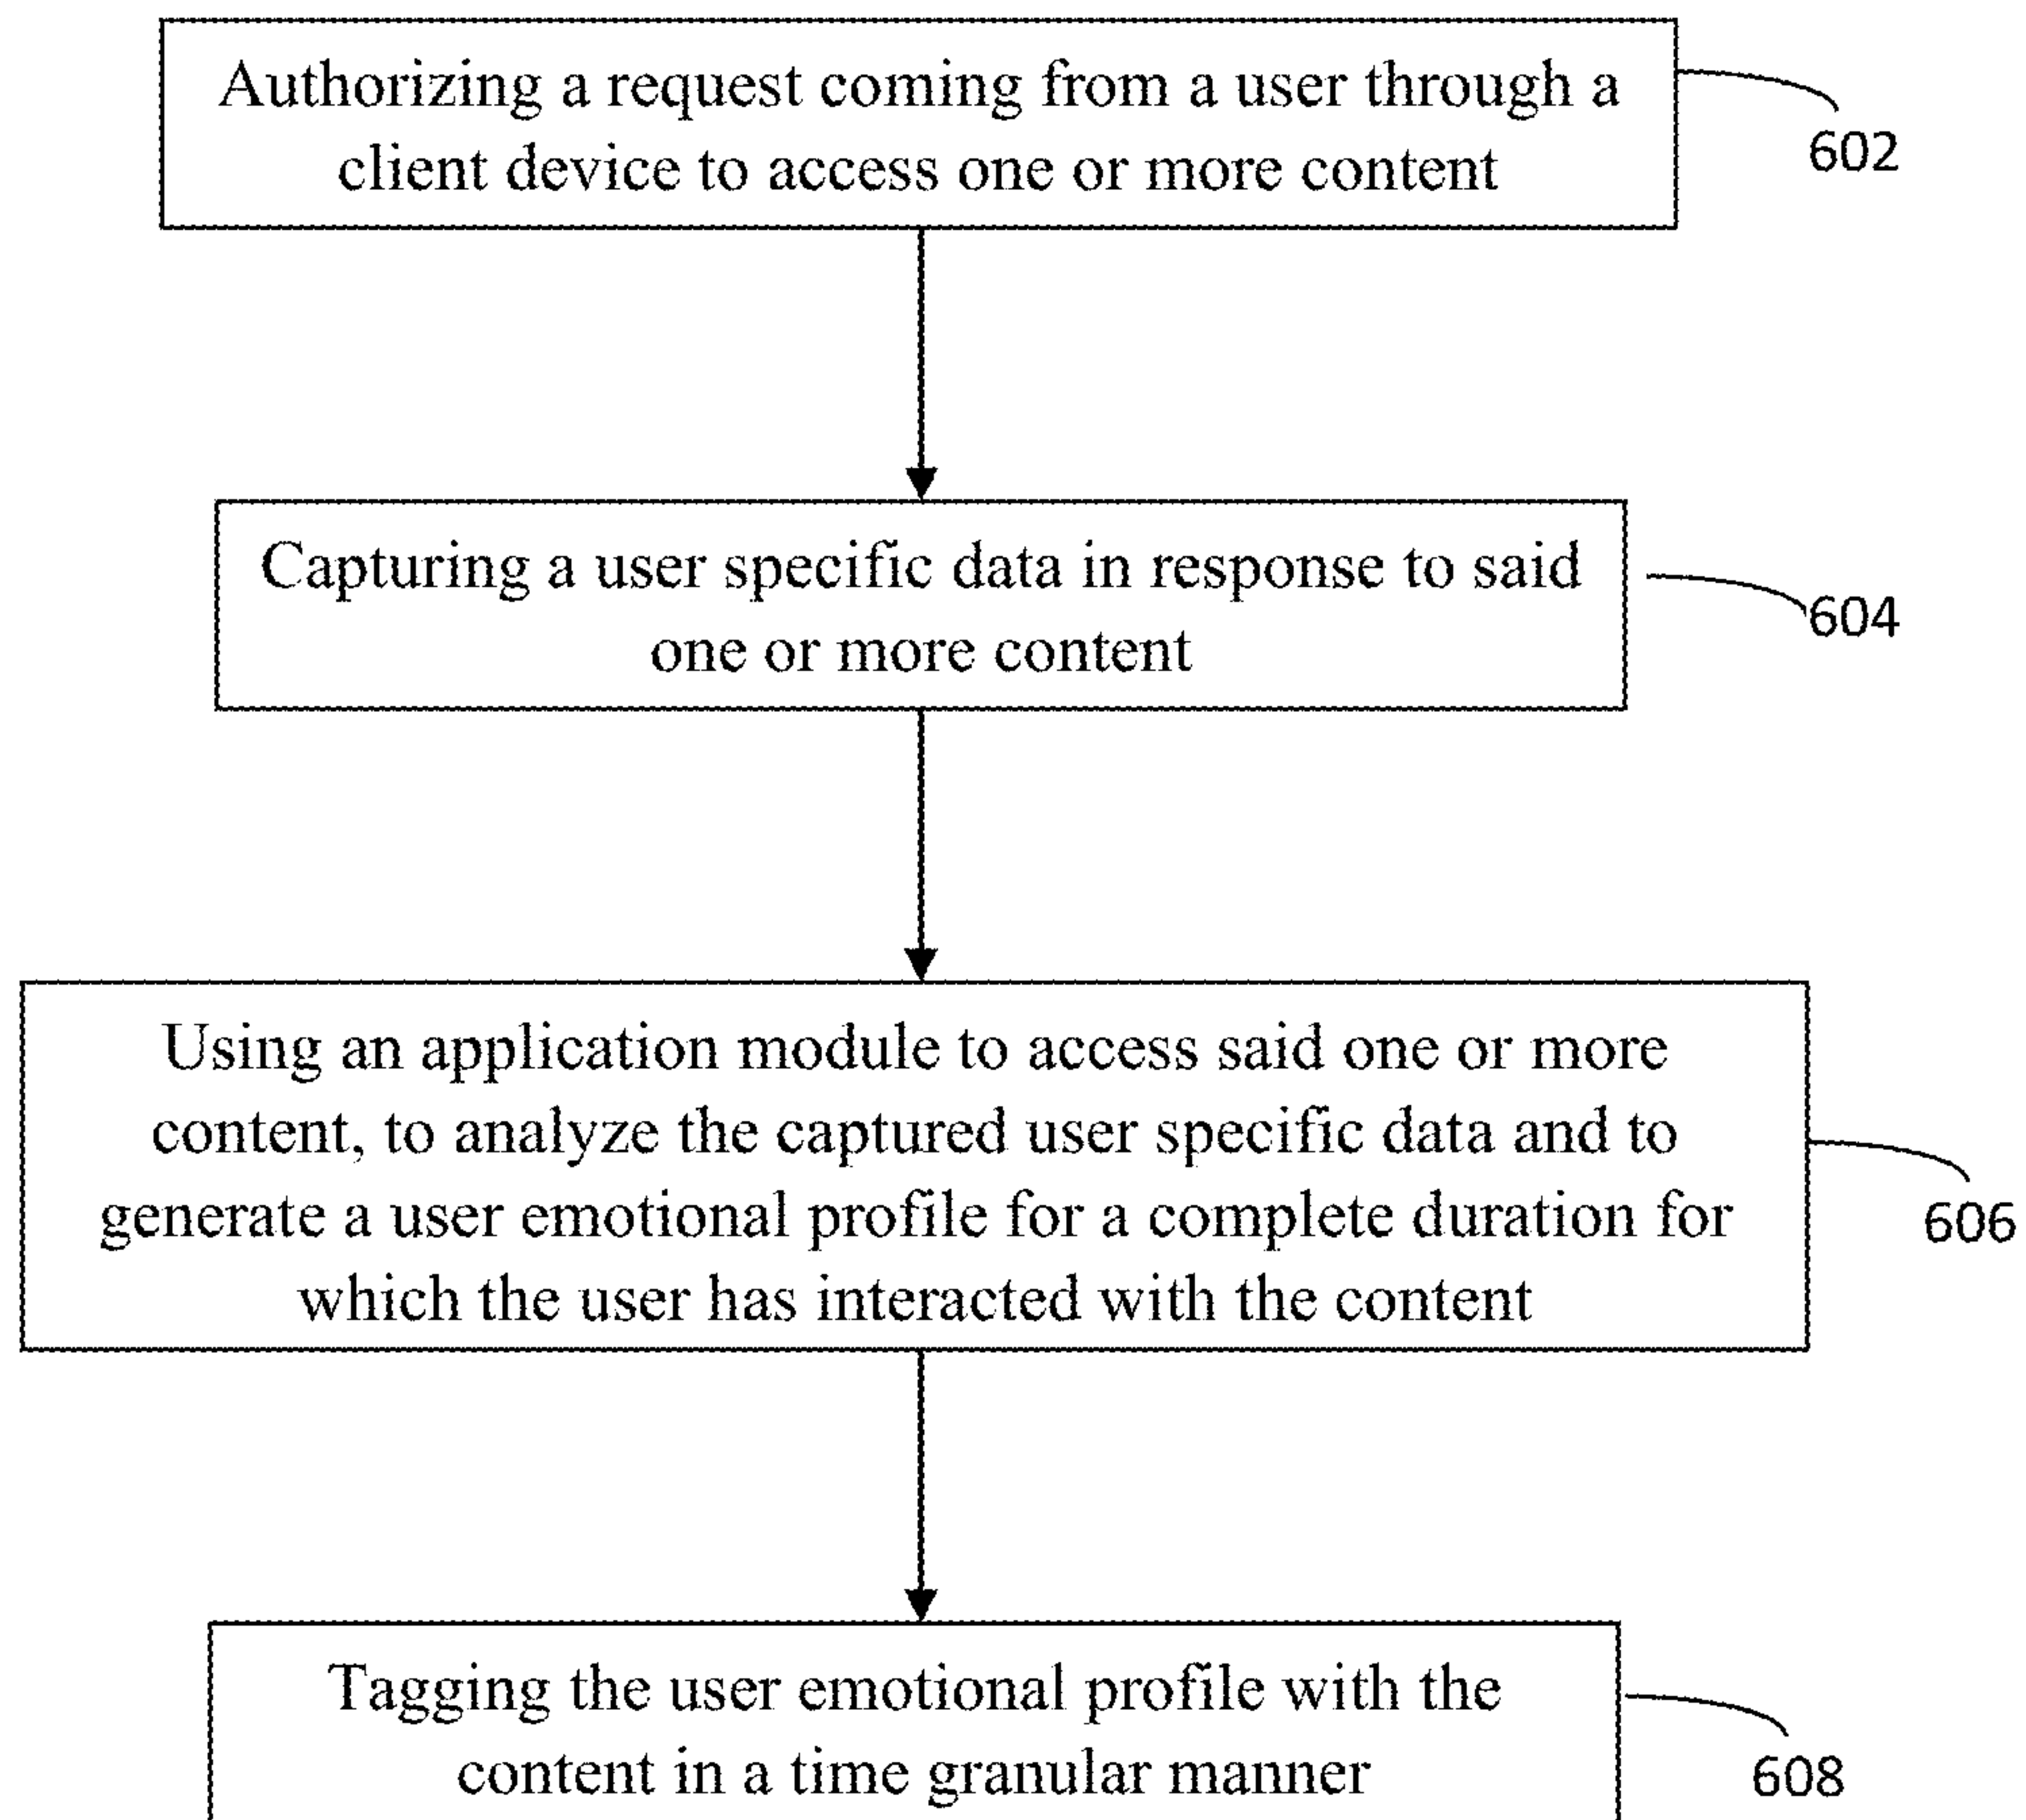 Authorizing a request coming from a user through a
client device to access one or more content
602
Capturing a user specific data in response to said
one or more content
604
Using an application module to access said one or more
content, to analyze the captured user specific data and to
generate a user emotional profile for a complete duration for
which the user has interacted with the content
606
Tagging the user emotional profile with the
content in a time granular manner
608